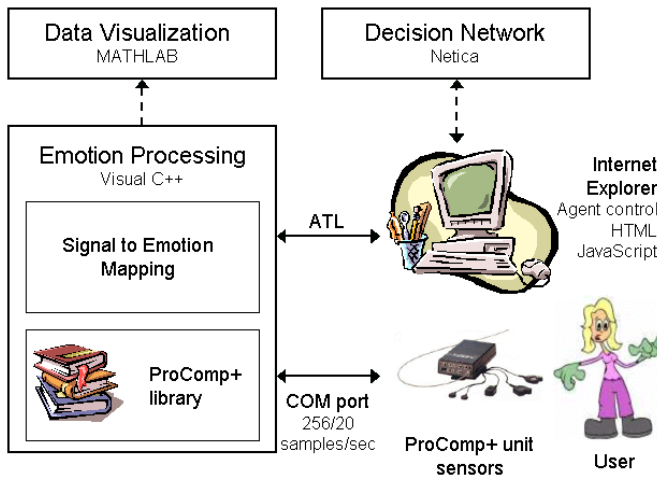 Data Visualization
MATHLAB
Decision Network
Netica
Emotion Processing
Visual C++
Signal to Emotion
Mapping
ATL
Internet
Explorer
Agent control
HTML
JavaScript
ProComp+
library
COM port
256/20
samples/sec
ProComp+ unit
sensors
User